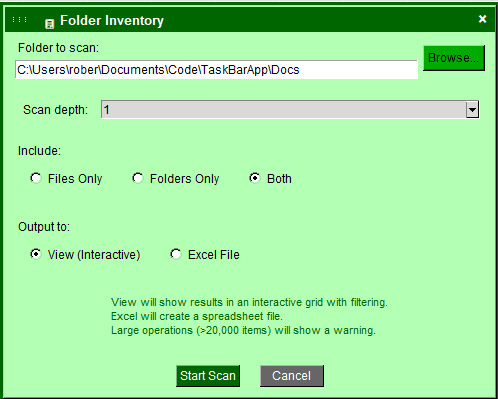 Folder Inventory
Folder to scan:
C:\Users\rober\Documents\Code\TaskBarApp\Docs
Browse...
Scan depth: 1
Include:
Files Only Folders Only Both
Output to:
View (Interactive) Excel File
View will show results in an interactive grid with filtering.
Excel will create a spreadsheet file.
Large operations (>20,000 items) will show a warning.
Start Scan Cancel